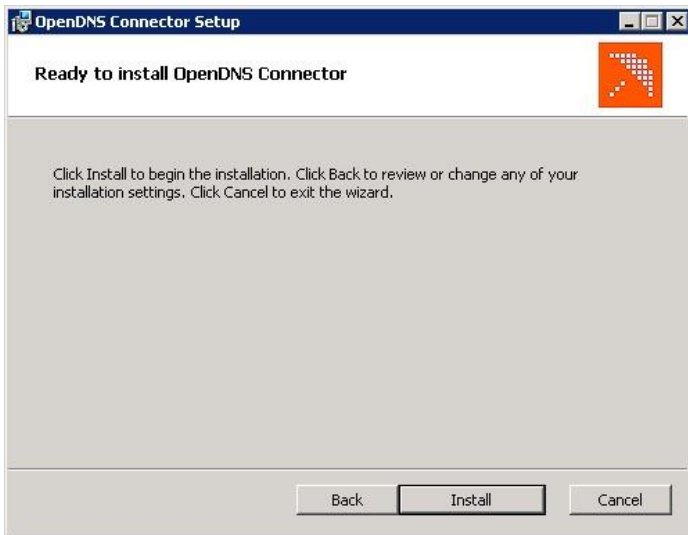 OpenDNS Connector Setup
Ready to install OpenDNS Connector
Click Install to begin the installation. Click Back to review or change any of your
installation settings. Click Cancel to exit the wizard.
Back
Install
Cancel